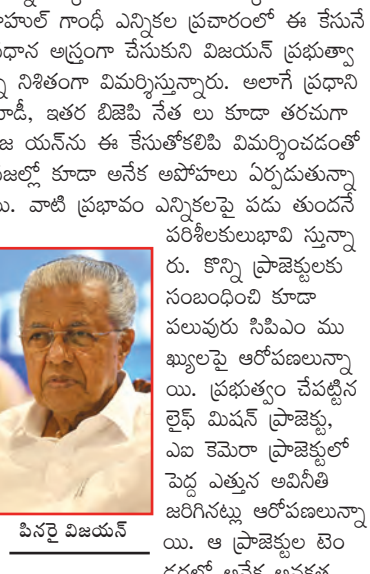 రాహుల్ గాంధీ ఎన్నికల ప్రచారంలో ఈ కేసునే
ప్రధాన అస్త్రంగా చేసుకుని విజయన్ ప్రభుత్వా
న్ని నిశితంగా విమర్శిస్తున్నారు. అలాగే ప్రధాని
మోడీ, ఇతర బిజెపి నేత లు కూడా తరచుగా
విజ యన్‌ను ఈ కేసుతోకలిపి విమర్శించడంతో
ప్రజల్లో కూడా అనేక అపోహలు ఏర్పడుతున్నా
యి. వాటి ప్రభావం ఎన్నికలపై పడు తుందనే
పరిశీలకులుభావి స్తున్నా
రు. కొన్ని ప్రాజెక్టులకు
సంబంధించి కూడా
పలువురు సిపిఎం ము
ఖ్యులపై ఆరోపణలున్నా
యి. ప్రభుత్వం చేపట్టిన
లైఫ్ మిషన్ ప్రాజెక్టు,
ఎఐ కెమెరా ప్రాజెక్టులో
పెద్ద ఎత్తున అవినీతి
జరిగినట్లు ఆరోపణలున్నా
యి. ఆ ప్రాజెక్టుల టెం
పినరై విజయన్